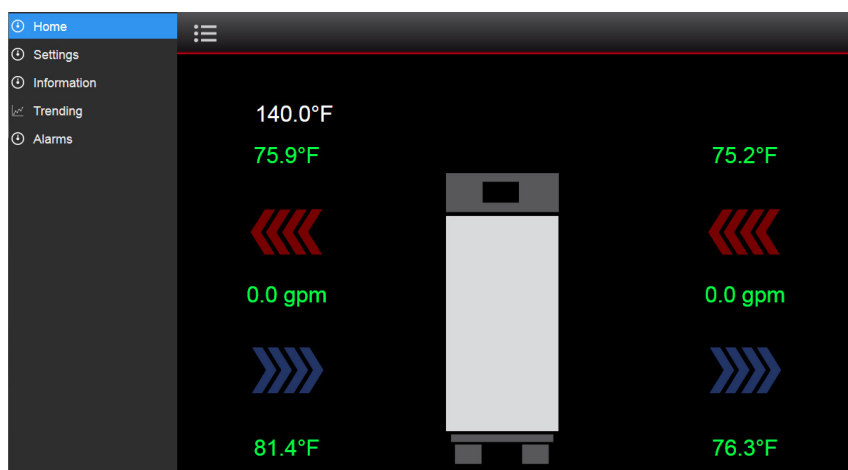 Home
Settings
Information
Trending
Alarms
140.0°F
75.9°F
75.2°F
0.0 gpm
0.0 gpm
81.4°F
76.3°F